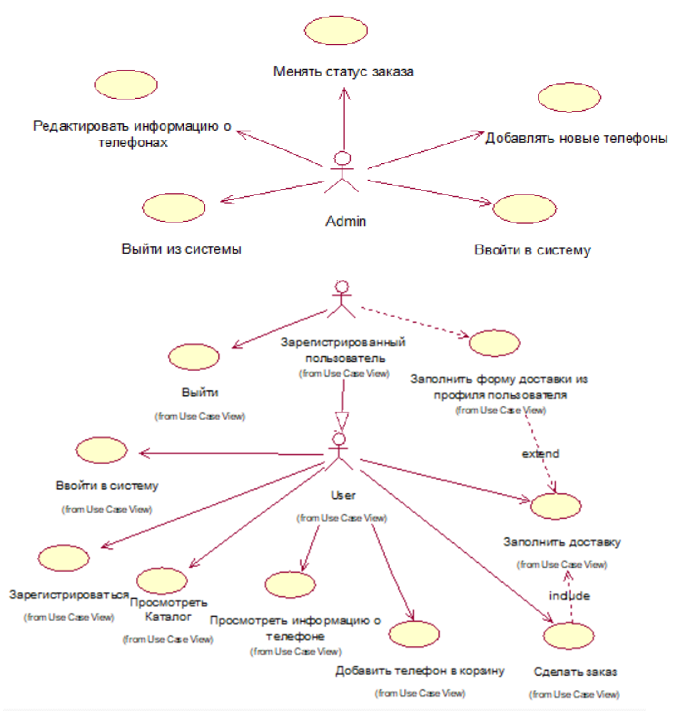 Менять статус заказа
Редактировать информацию о
телефонах
Добавлять новые телефоны
Admin
Выйти из системы
Ввойти в систему
Зарегистрированный
пользователь
(from Use Case View)
Выйти
(from Use Case View)
Заполнить форму доставки из
профиля пользователя
(from Use Case View)
extend
Ввойти в систему
(from Use Case View)
User
(from Use Case View)
Заполнить доставку
(from Use Case View)
Зарегистрироваться
(from Use Case View)
Просмотреть
Каталог
(from Use Case View)
Просмотреть информацию о
телефоне
(from Use Case View)
include
Добавить телефон в корзину
(from Use Case View)
Сделать заказ
(from Use Case View)